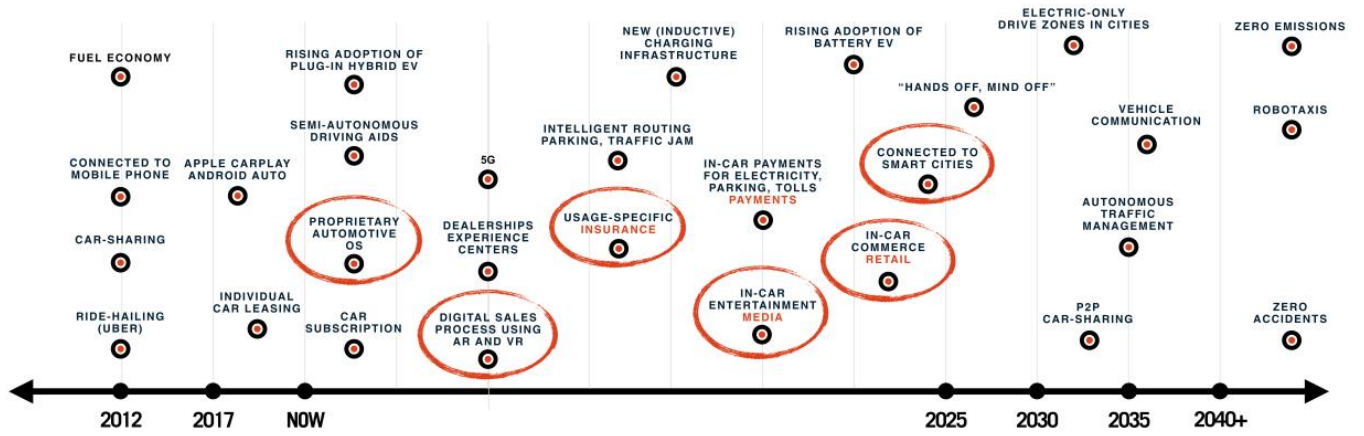 FUEL ECONOMY
CONNECTED TO
MOBILE PHONE
CAR-SHARING
RIDE-HAILING
(UBER)
APPLE CARPLAY
ANDROID AUTO
INDIVIDUAL
CAR LEASING
RISING ADOPTION OF
PLUG-IN HYBRID EV
SEMI-AUTONOMOUS
DRIVING AIDS
PROPRIETARY
AUTOMOTIVE
OS
CAR
SUBSCRIPTION
5G
DEALERSHIPS
EXPERIENCE
CENTERS
DIGITAL SALES
PROCESS USING
AR AND VR
NEW (INDUCTIVE)
CHARGING
INFRASTRUCTURE
INTELLIGENT ROUTING
PARKING, TRAFFIC JAM
USAGE-SPECIFIC
INSURANCE
IN-CAR PAYMENTS
FOR ELECTRICITY,
PARKING, TOLLS
PAYMENTS
IN-CAR
ENTERTAINMENT
MEDIA
RISING ADOPTION OF
BATTERY EV
"HANDS OFF, MIND OFF"
CONNECTED TO
SMART CITIES
IN-CAR
COMMERCE
RETAIL
ELECTRIC-ONLY
DRIVE ZONES IN CITIES
VEHICLE
COMMUNICATION
AUTONOMOUS
TRAFFIC
MANAGEMENT
P2P
CAR-SHARING
ZERO EMISSIONS
ROBOTAXIS
ZERO
ACCIDENTS
2012
2017
NOW
2025
2030
2035
2040+